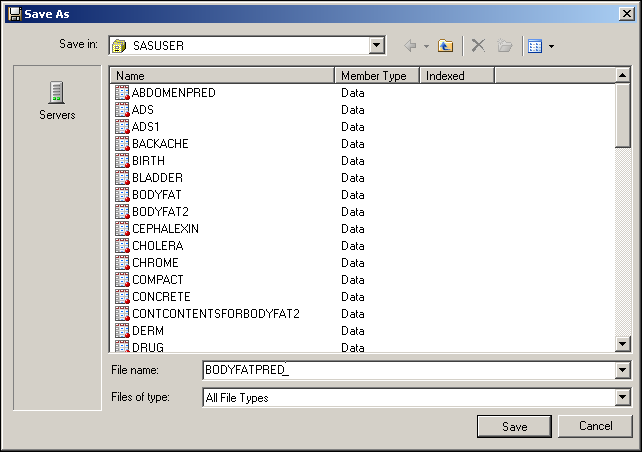 Save As
Save in: SASUSER
Servers
Name Member Type Indexed
ABDOMENPRED Data
ADS Data
ADS1 Data
BACKACHE Data
BIRTH Data
BLADDER Data
BODYFAT Data
BODYFAT2 Data
CEPHALEXIN Data
CHOLERA Data
CHROME Data
COMPACT Data
CONCRETE Data
CONTCONTENTSFORBODYFAT2 Data
DERM Data
DRUG Data
File name: BODYFATPRED_
Files of type: All File Types
Save Cancel